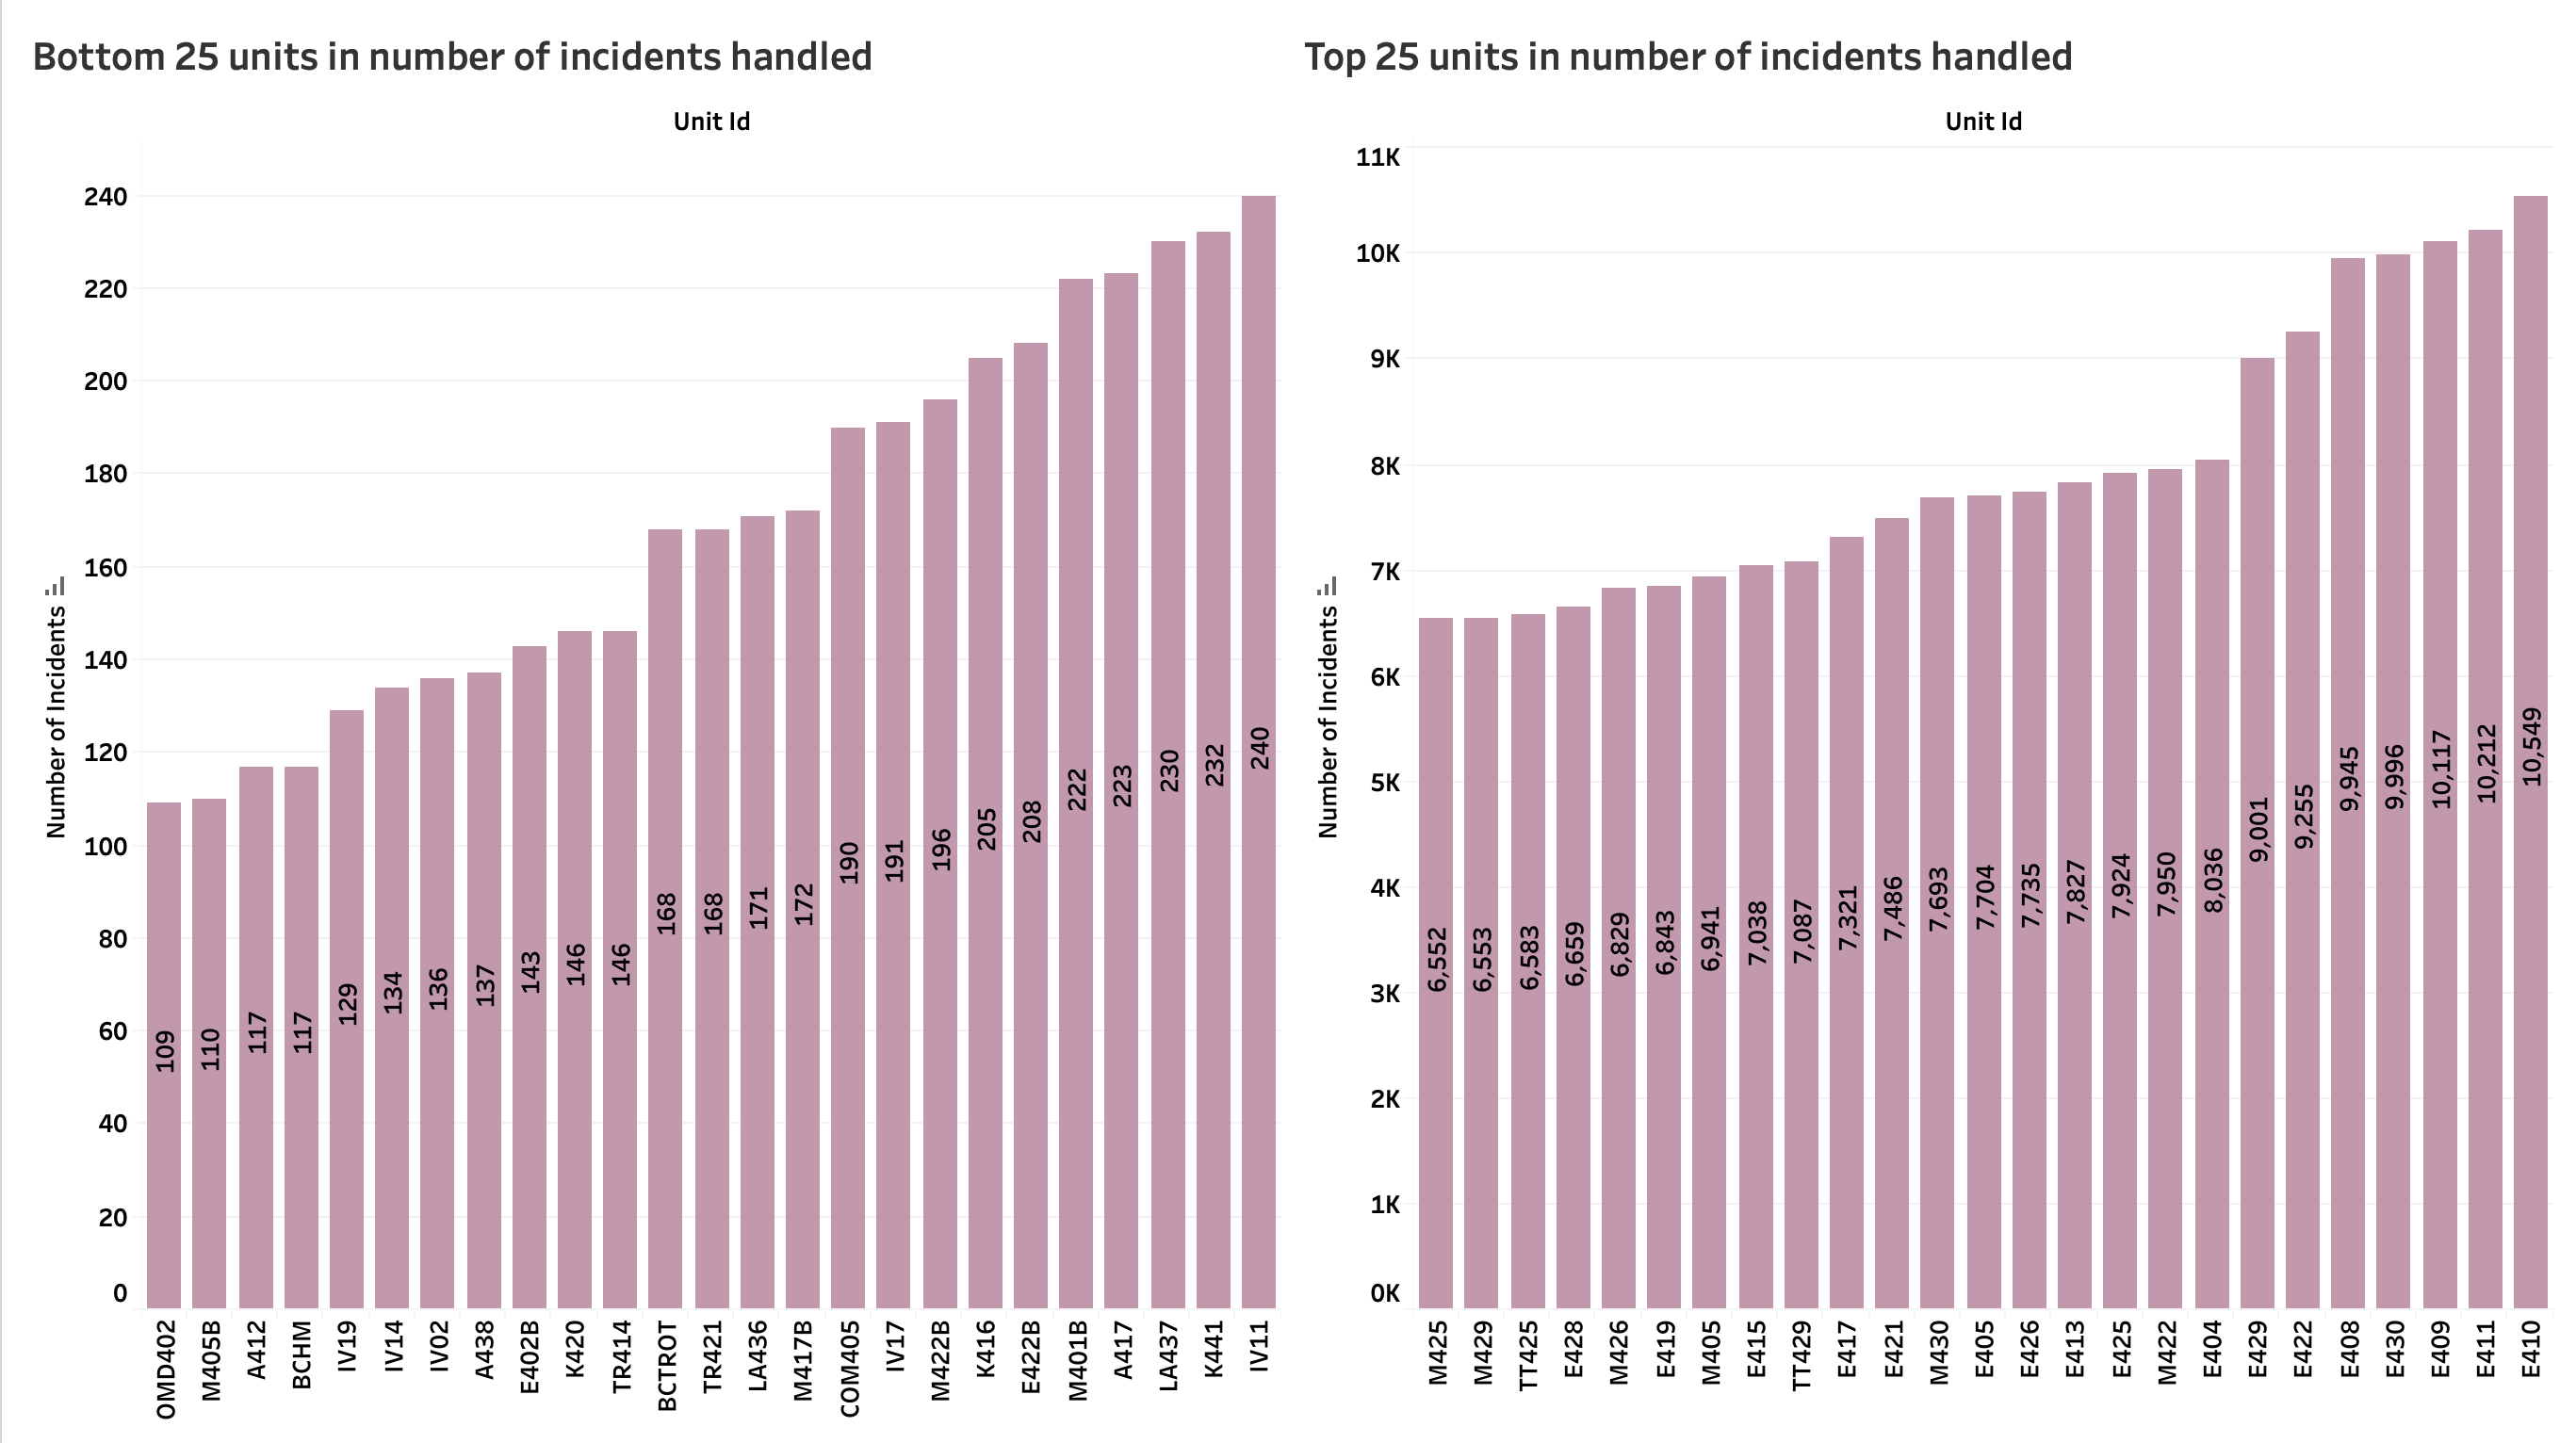 Bottom 25 units in number of incidents handled
Unit Id
Number of Incidents
240
220
200
180
160
140
120
100
80
60
40
20
0
109
110
117
117
129
134
136
137
143
146
146
168
168
171
172
190
191
196
205
208
222
223
230
232
240
OMD402
M405B
A412
BCHM
IV19
IV14
IV02
A438
E402B
K420
TR414
BCTROT
TR421
LA436
M417B
COM405
IV17
M422B
K416
E422B
M401B
A417
LA437
K441
IV11
Top 25 units in number of incidents handled
Unit Id
Number of Incidents
11K
10K
9K
8K
7K
6K
5K
4K
3K
2K
1K
0K
6,552
6,553
6,583
6,659
6,829
6,843
6,941
7,038
7,087
7,321
7,486
7,693
7,704
7,735
7,827
7,924
7,950
8,036
9,001
9,255
9,945
9,996
10,117
10,212
10,549
M425
M429
TT425
E428
M426
E419
M405
E415
TT429
E417
E421
M430
E405
E426
E413
E425
M422
E404
E429
E422
E408
E430
E409
E411
E410